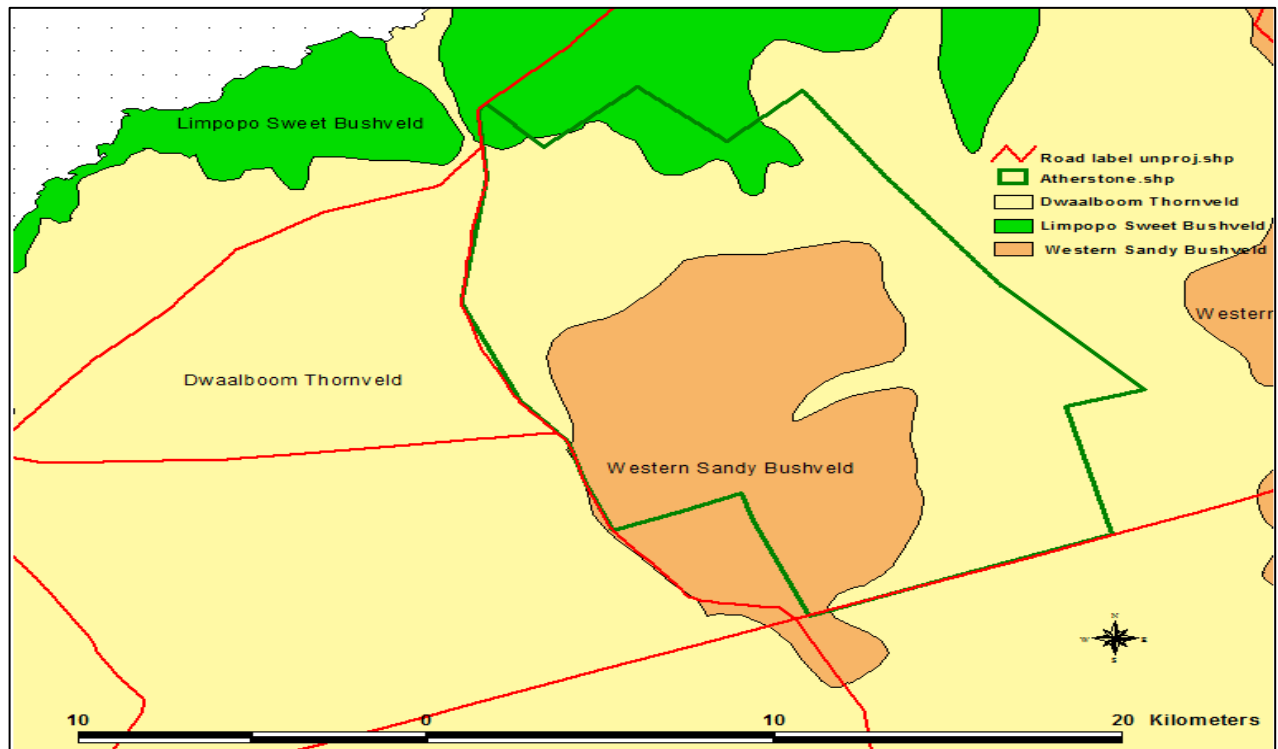 Limpopo Sweet Bushveld
Road label unproj.shp
Atherstone.shp
Dwaalboom Thornveld
Limpopo Sweet Bushveld
Western Sandy Bushveld
Western
Dwaalboom Thornveld
Western Sandy Bushveld
N
W
E
S
10 0 10 20 Kilometers